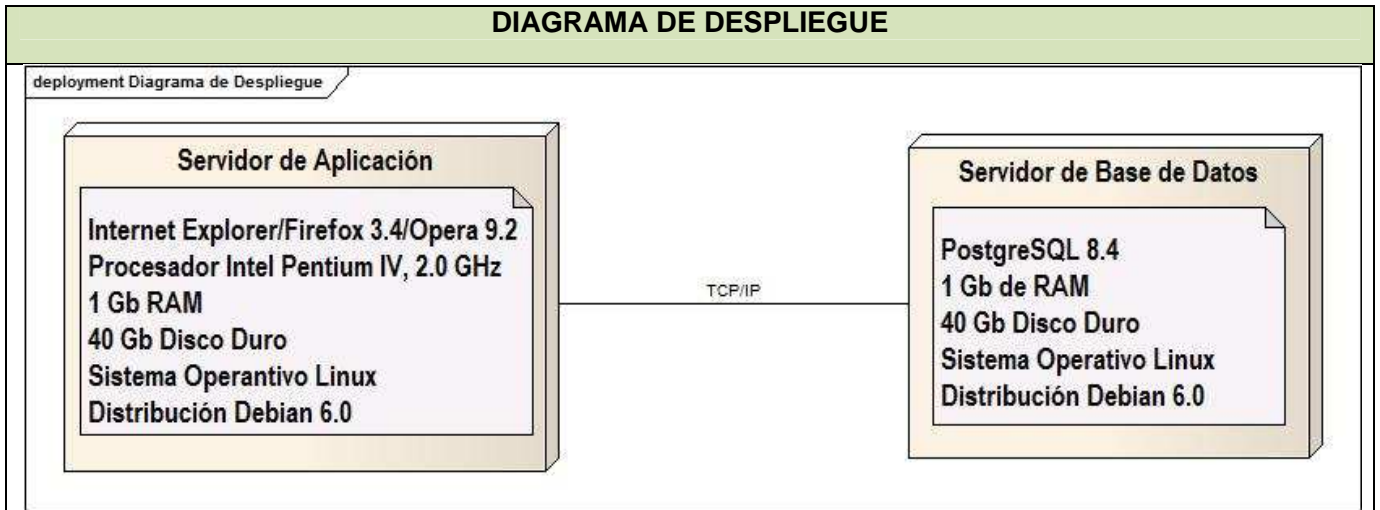 DIAGRAMA DE DESPLIEGUE
deployment Diagrama de Despliegue
Servidor de Aplicación
Internet Explorer/Firefox 3.4/Opera 9.2
Procesador Intel Pentium IV, 2.0 GHz
1 Gb RAM
40 Gb Disco Duro
Sistema Operantivo Linux
Distribución Debian 6.0
TCP/IP
Servidor de Base de Datos
PostgreSQL 8.4
1 Gb de RAM
40 Gb Disco Duro
Sistema Operativo Linux
Distribución Debian 6.0